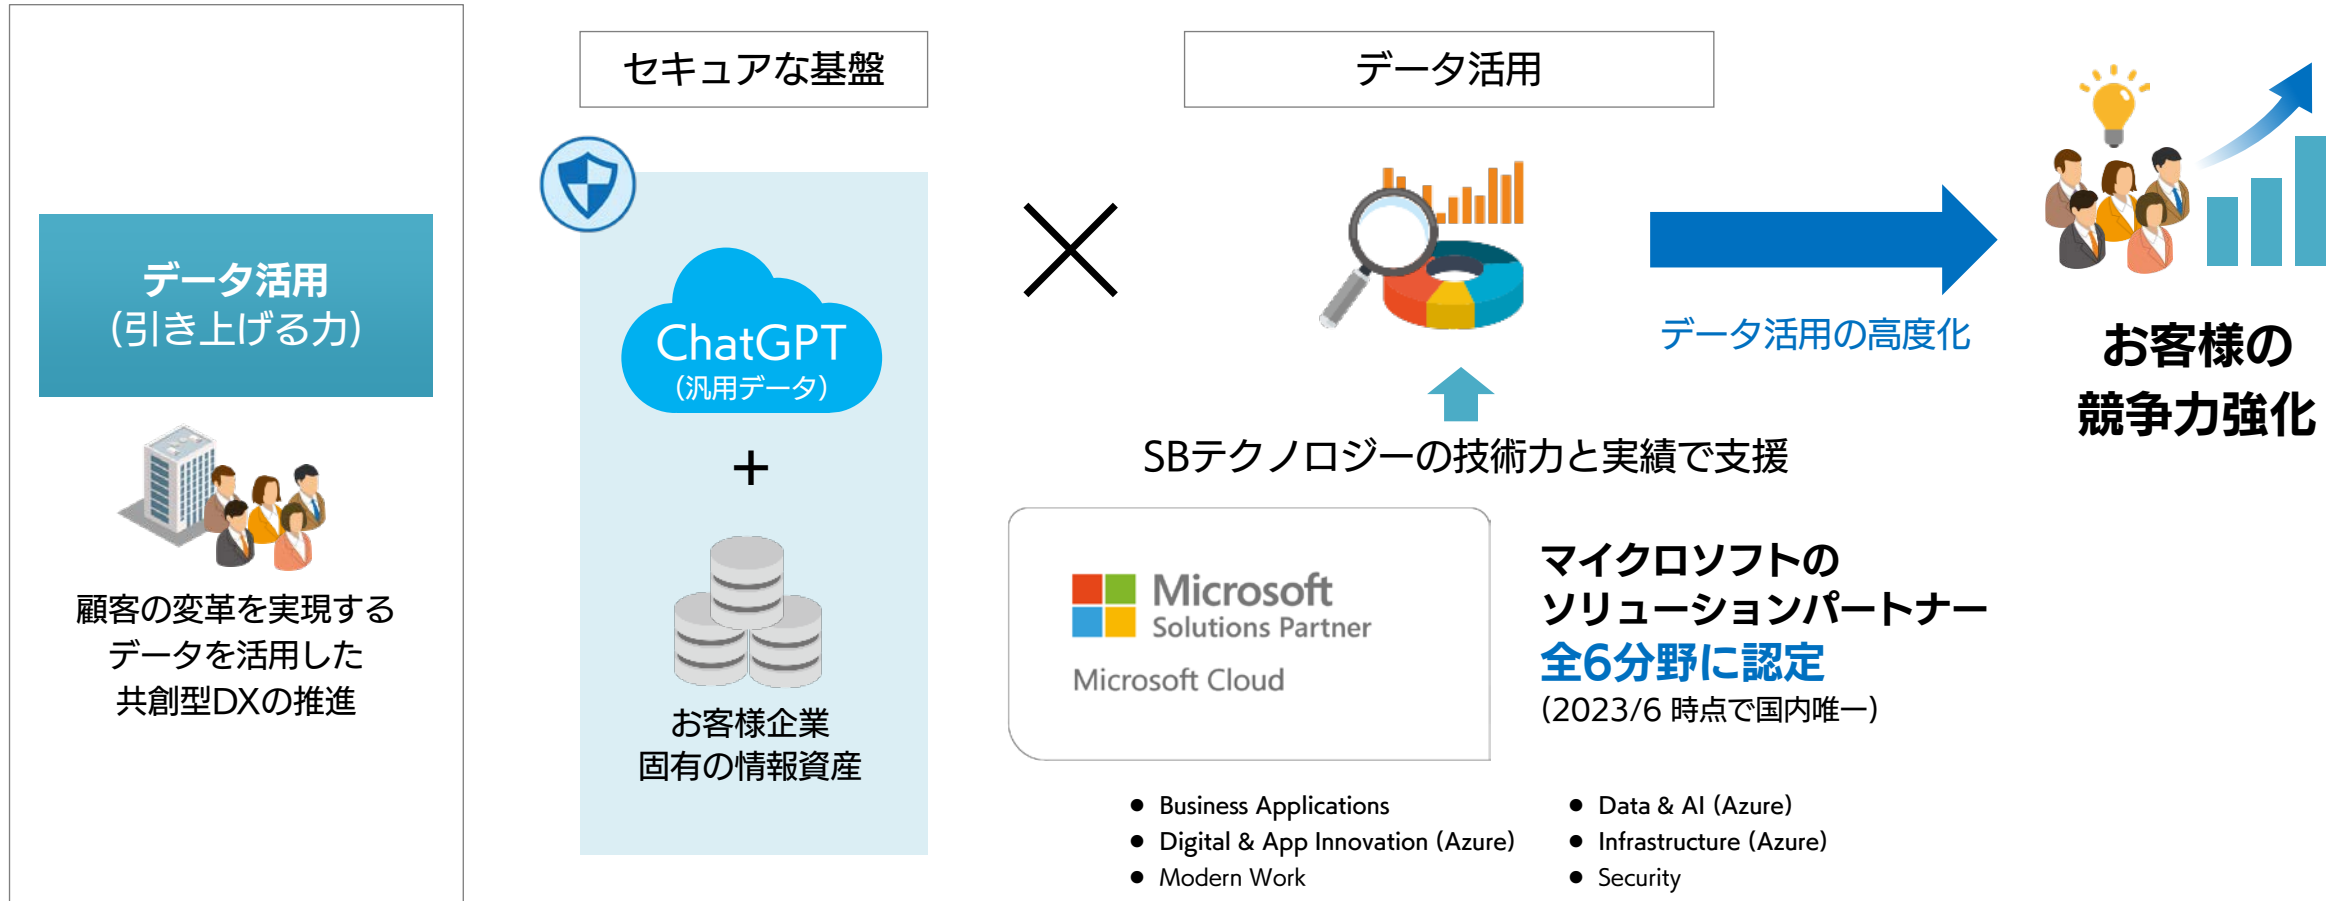 データ活用
（引き上げる力）
顧客の変革を実現する
データを活用した
共創型DXの推進
セキュアな基盤
ChatGPT
（汎用データ）
+
お客様企業
固有の情報資産
×
データ活用
SBテクノロジーの技術力と実績で支援
Microsoft
Solutions Partner
Microsoft Cloud
マイクロソフトの
ソリューションパートナー
全6分野に認定
（2023/6 時点で国内唯一）
● Business Applications
● Digital & App Innovation (Azure)
● Modern Work
● Data & AI (Azure)
● Infrastructure (Azure)
● Security
データ活用の高度化
お客様の
競争力強化